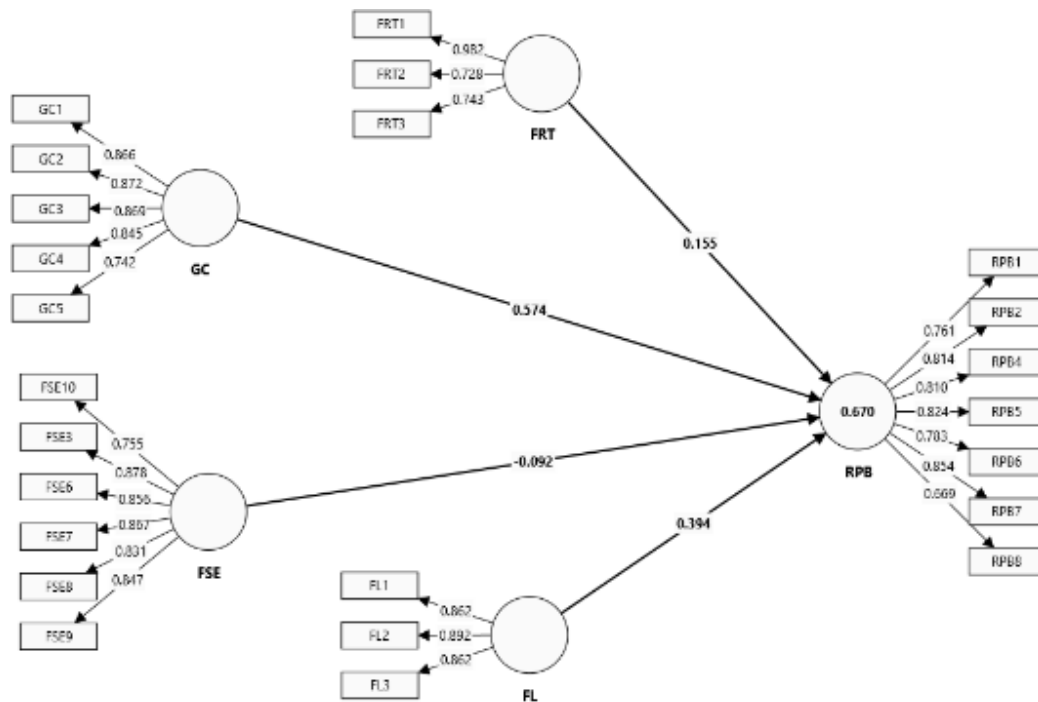 FRT1
FRT2
FRT3
0.982
0.728
0.743
FRT
GC1
GC2
GC3
GC4
GC5
0.866
0.872
0.869
0.845
0.742
GC
0.155
0.574
RPB1
RPB2
RPB4
RPB5
RPB6
RPB7
RPB8
0.761
0.814
0.810
0.824
0.783
0.854
0.669
0.670
RPB
FSE10
FSE3
FSE6
FSE7
FSE8
FSE9
0.755
0.878
0.856
0.867
0.831
0.847
FSE
-0.092
0.394
FL1
FL2
FL3
0.862
0.892
0.862
FL